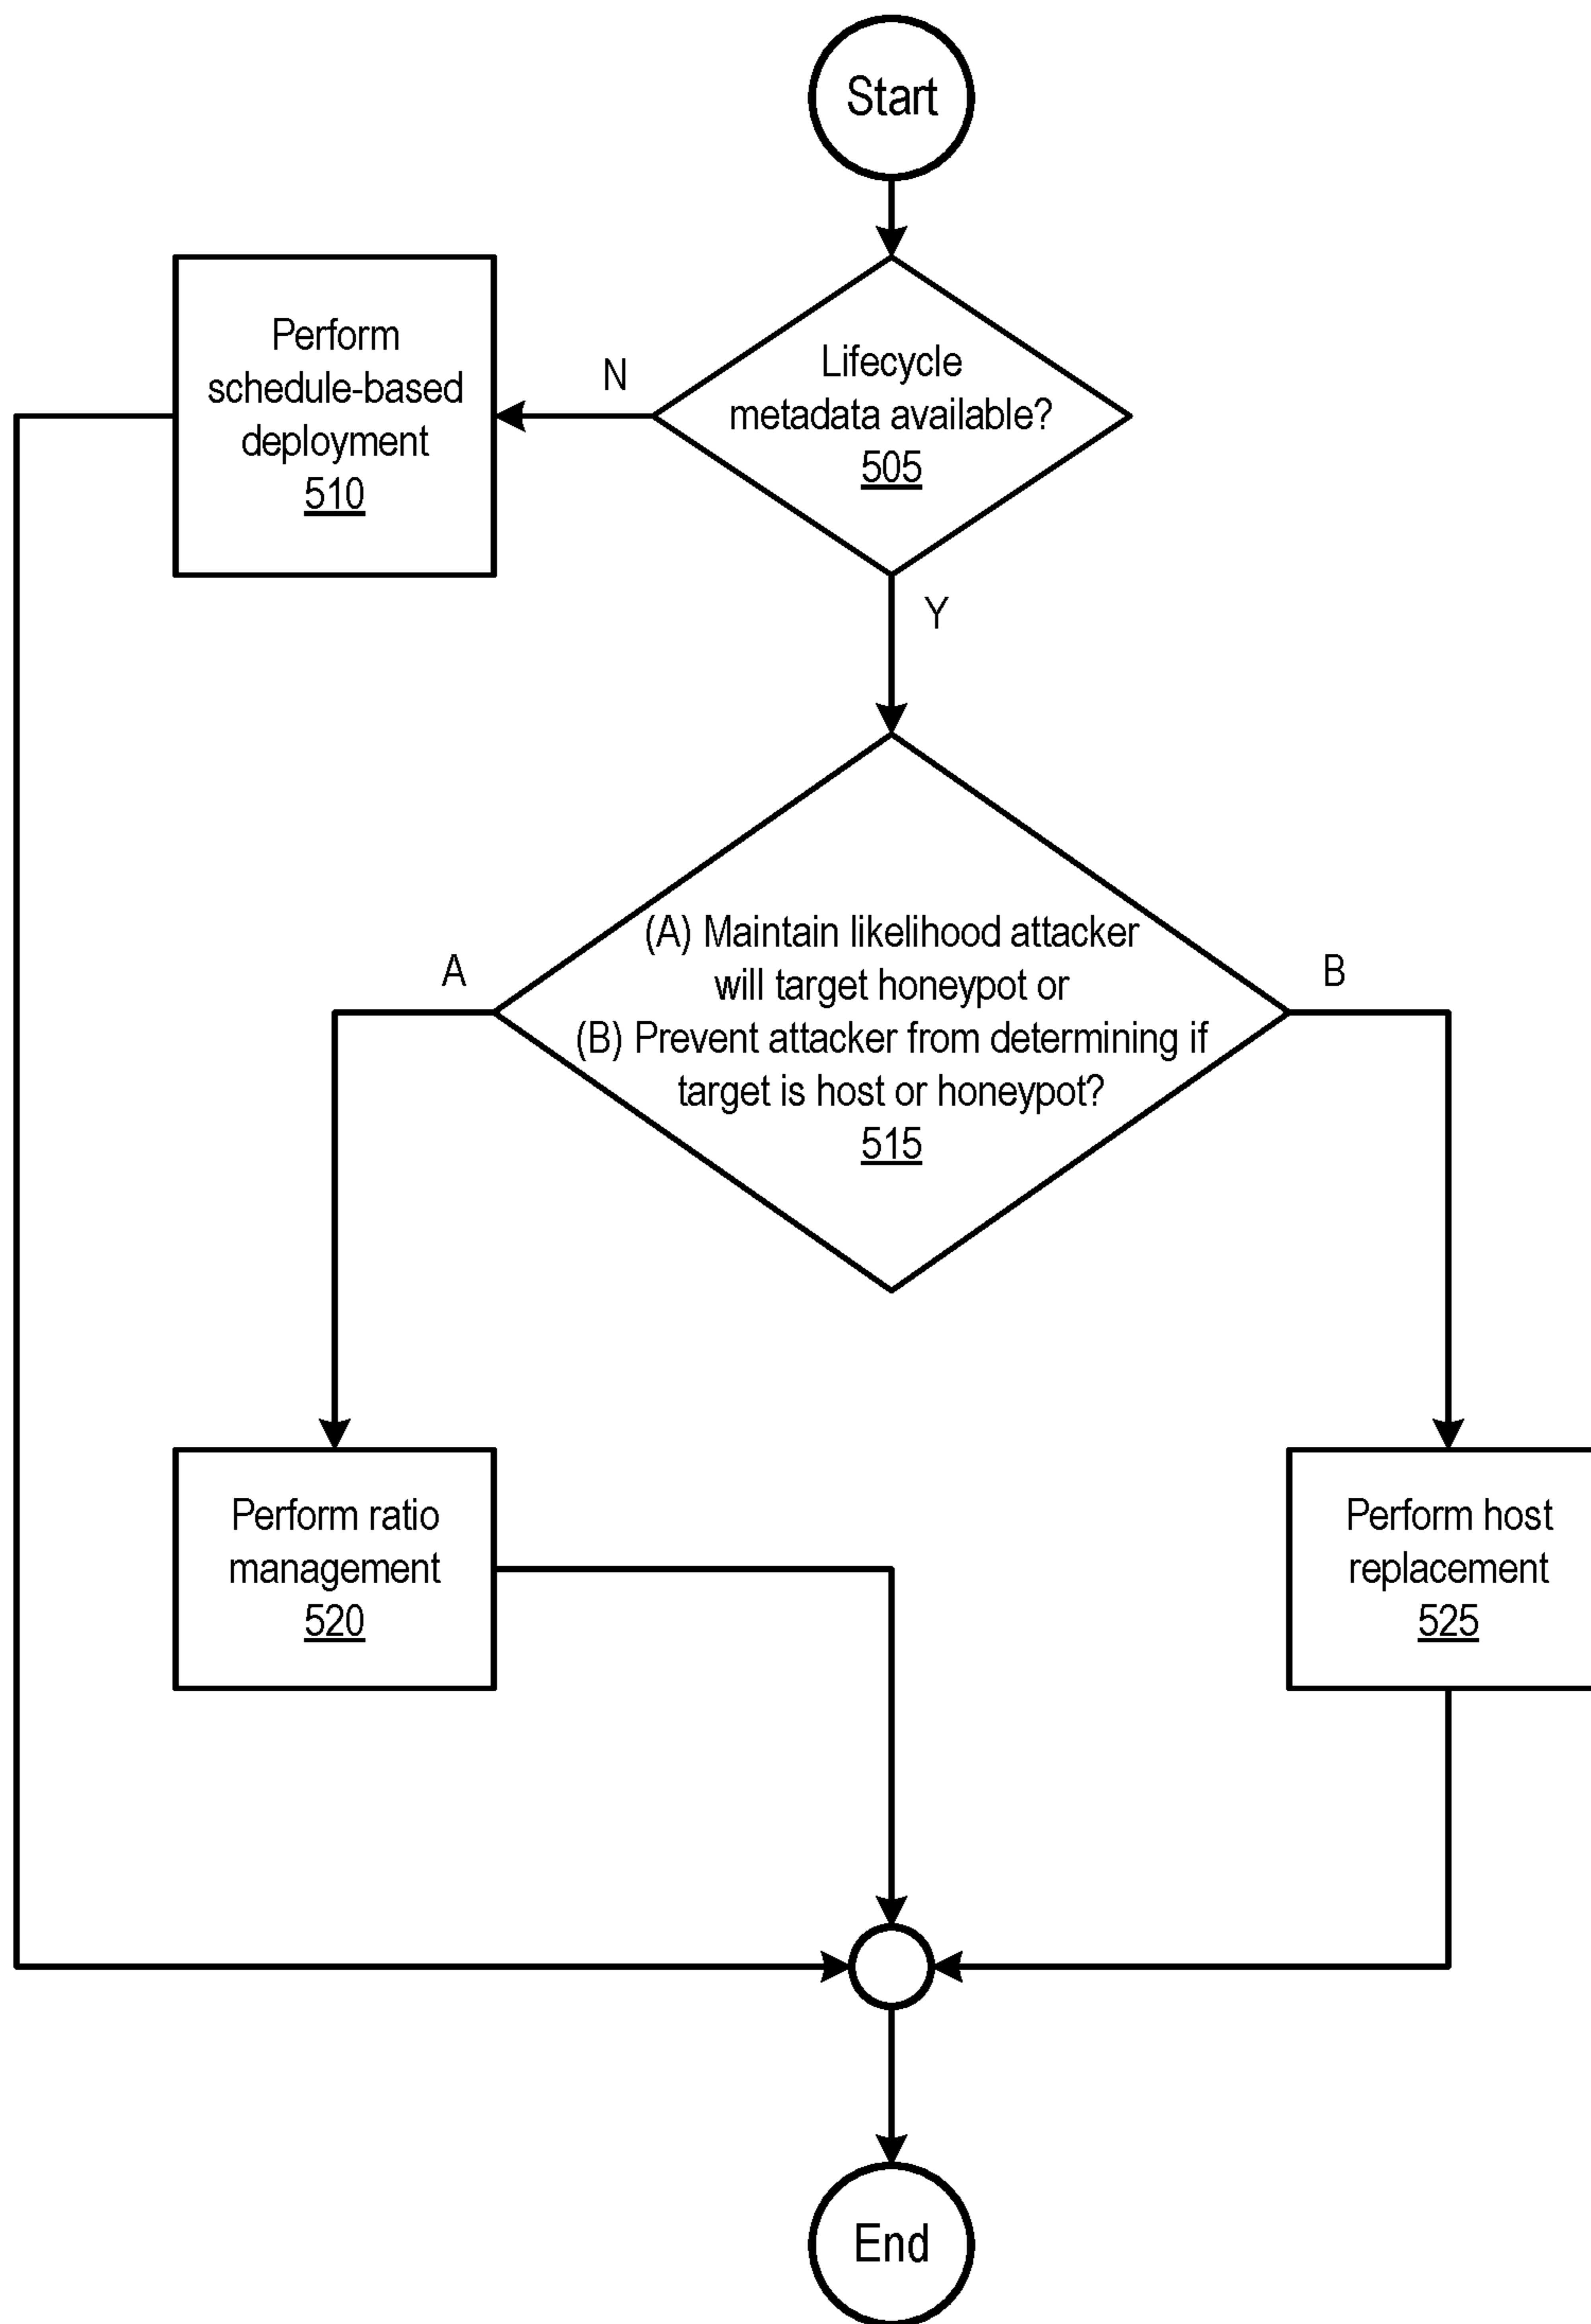 Start
Perform
schedule-based
deployment
510
N
Lifecycle
metadata available?
505
Y
A
(A) Maintain likelihood attacker
will target honeypot or
(B) Prevent attacker from determining if
target is host or honeypot?
515
B
Perform ratio
management
520
Perform host
replacement
525
End